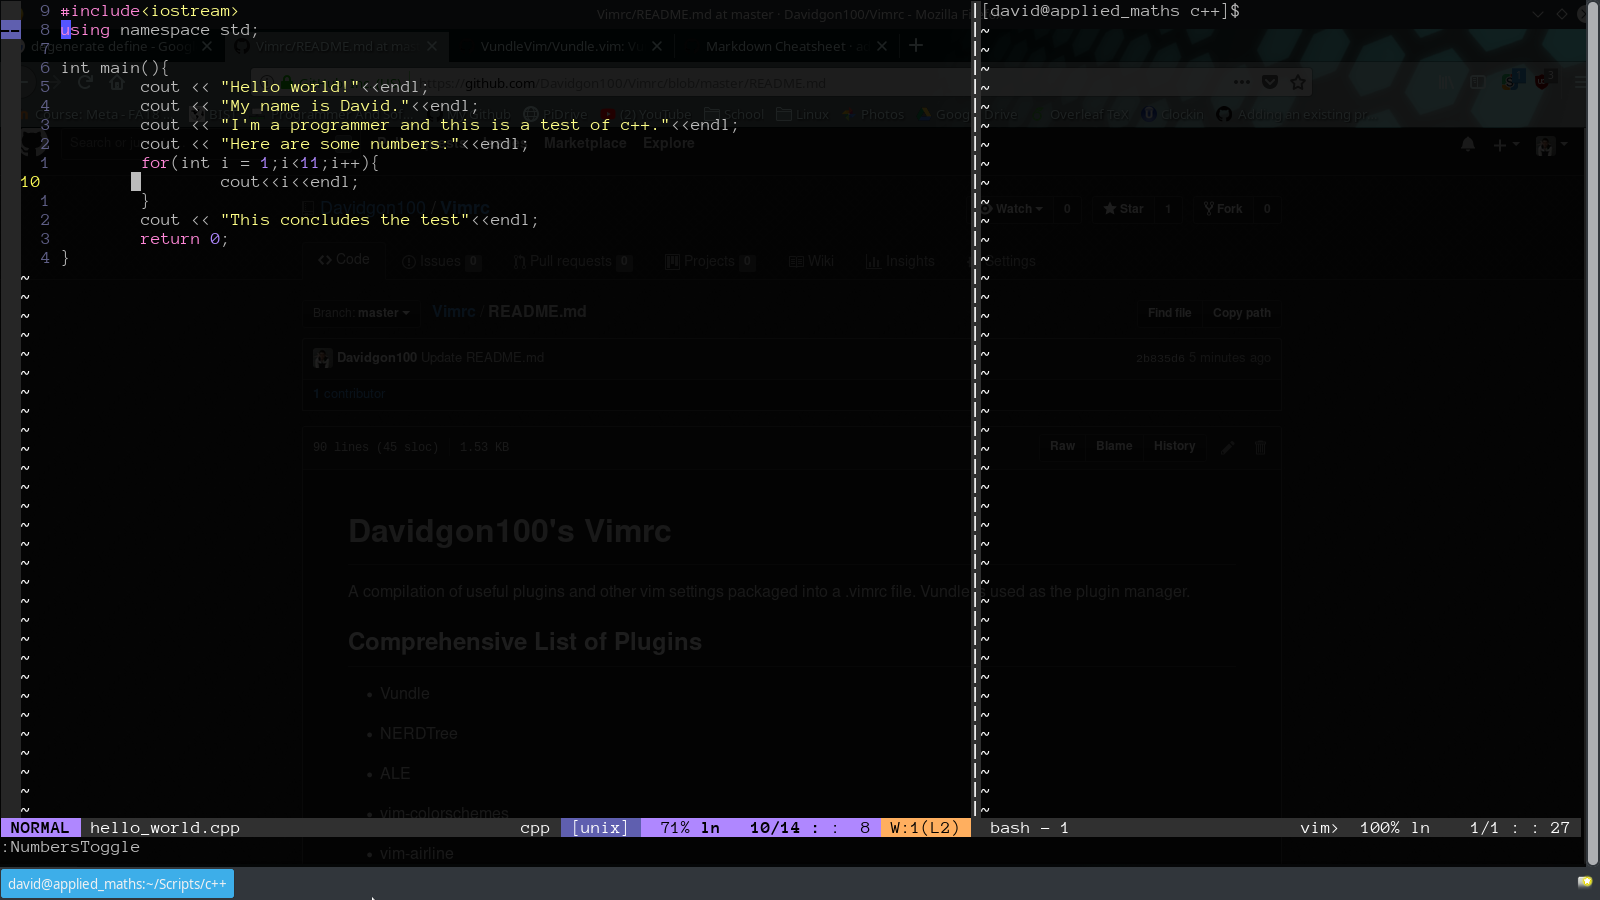 9 #include<iostream>
8 using namespace std;
7
6 int main(){
5 cout << "Hello world!"<<endl;
4 cout << "My name is David."<<endl;
3 cout << "I'm a programmer and this is a test of c++."<<endl;
2 cout << "Here are some numbers:"<<endl;
1 for(int i = 1;i<11;i++){
10 cout<<i<<endl;
1 }
2 cout << "This concludes the test"<<endl;
3 return 0;
4 }
[david@applied_maths c++]$
Vimrc/README.md at master · Davidgon100/Vimrc - Mozilla
degenerate define - Goog
Vimrc/README.md at mas
VundleVim/Vundle.vim: V
Markdown Cheatsheet · a
https://github.com/Davidgon100/Vimrc/blob/master/README.md
Course: Meta - FA18
PiDrive
(2) YouTube
School
Linux
Photos
Google Drive
Overleaf TeX
Clockin
Adding an existing pr
Marketplace Explore
Davidgon100 / Vimrc
Watch 0 Star 1 Fork 0
Code Issues 0 Pull requests 0 Projects 0 Wiki Insights Settings
Branch: master Vimrc / README.md Find file Copy path
Davidgon100 Update README.md 2b835d6 5 minutes ago
1 contributor
90 lines (45 sloc) 1.53 KB Raw Blame History
Davidgon100's Vimrc
A compilation of useful plugins and other vim settings packaged into a .vimrc file. Vundle is used as the plugin manager.
Comprehensive List of Plugins
Vundle
NERDTree
ALE
vim-colorschemes
vim-airline
NORMAL hello_world.cpp cpp [unix] 71% ln 10/14 : : 8 W:1(L2) bash - 1 vim> 100% ln 1/1 : : 27
:NumbersToggle
david@applied_maths:~/Scripts/c++